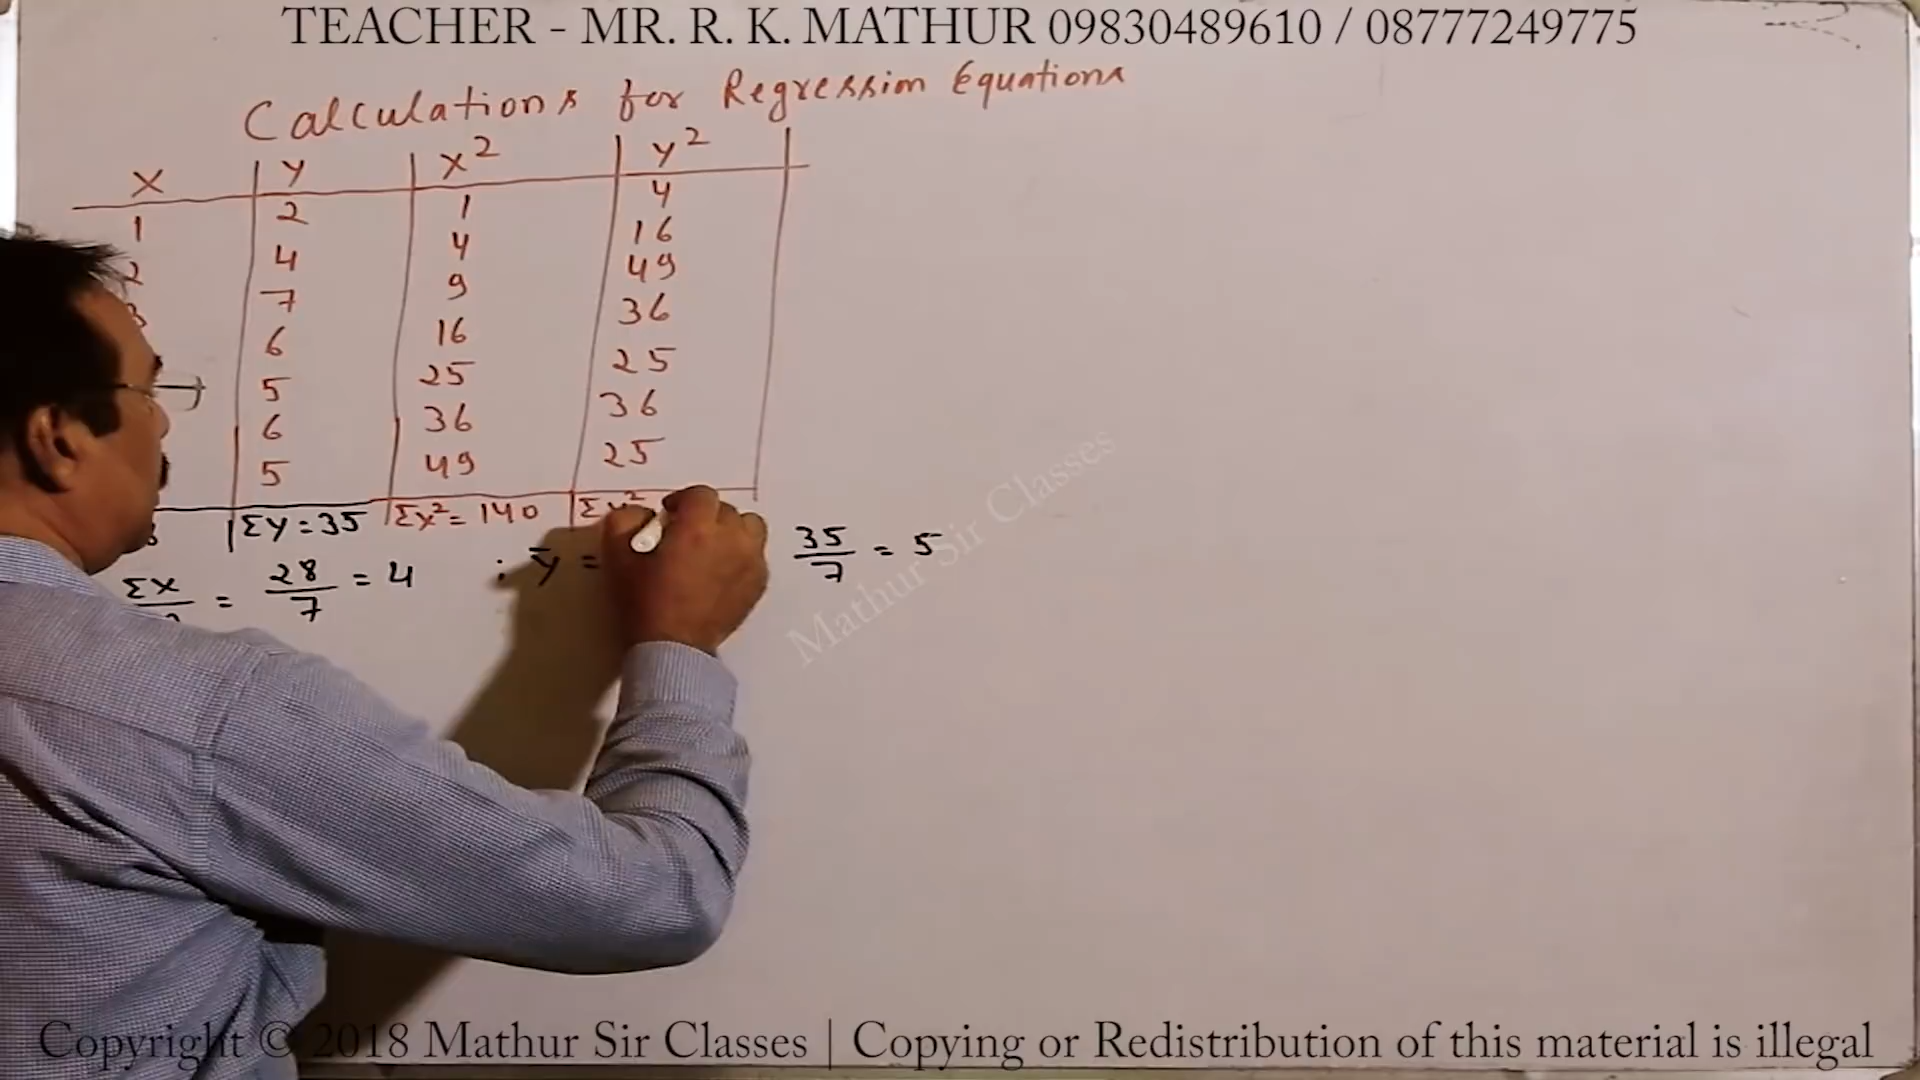 TEACHER - MR. R. K. MATHUR 09830489610 / 08777249775
Calculations for Regression Equations
X Y X² Y²
1 2 1 4
2 4 4 16
3 7 9 49
6 16 36
5 25 25
6 36 36
5 49 25
ΣY = 35 ΣX² = 140 ΣY²
ΣX = 28/7 = 4 ; ȳ = 35/7 = 5
Mathur Sir Classes
Copyright © 2018 Mathur Sir Classes | Copying or Redistribution of this material is illegal